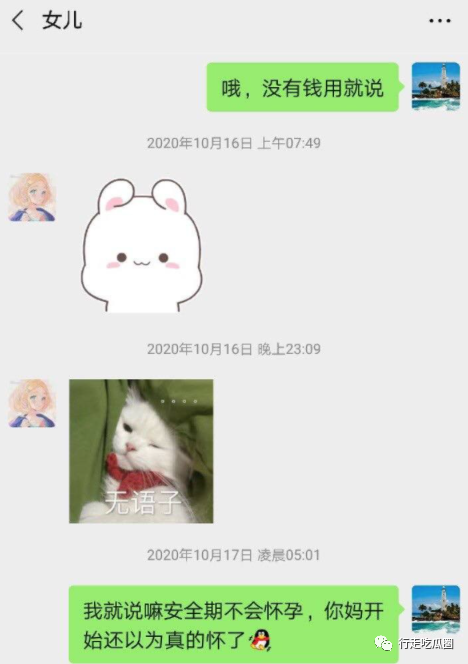 女儿
哦，没有钱用就说
2020年10月16日 上午07:49
2020年10月16日 晚上23:09
无语子
2020年10月17日 凌晨05:01
我就说嘛安全期不会怀孕，你妈开
始还以为真的怀了
行走吃瓜圈